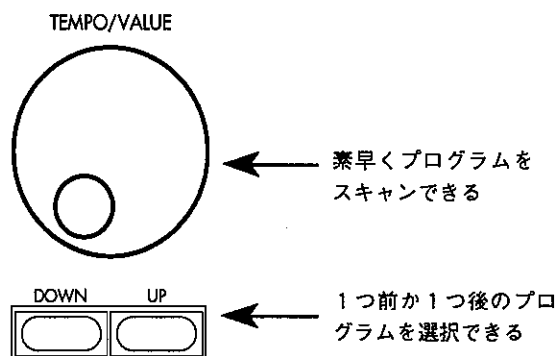 TEMPO/VALUE
素早くプログラムを
スキャンできる
DOWN UP
1つ前か1つ後のプロ
グラムを選択できる